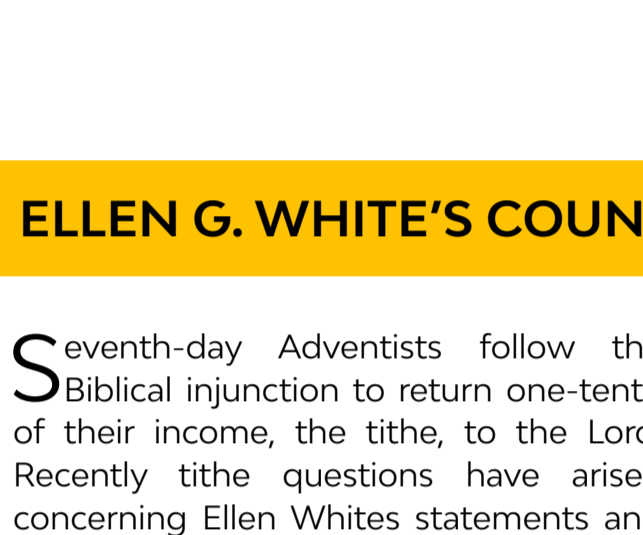 ELLEN G. WHITE'S COUN
Seventh-day Adventists follow th
Biblical injunction to return one-tent
of their income, the tithe, to the Lord
Recently tithe questions have arise
concerning Ellen Whites statements an